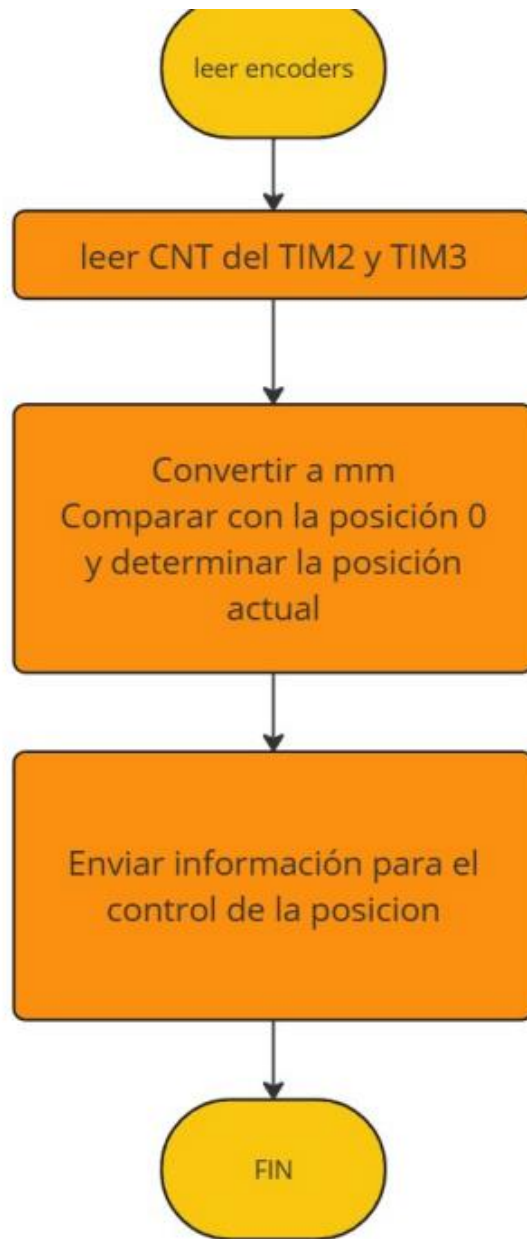 leer encoders
leer CNT del TIM2 y TIM3
Convertir a mm
Comparar con la posición 0
y determinar la posición
actual
Enviar información para el
control de la posicion
FIN